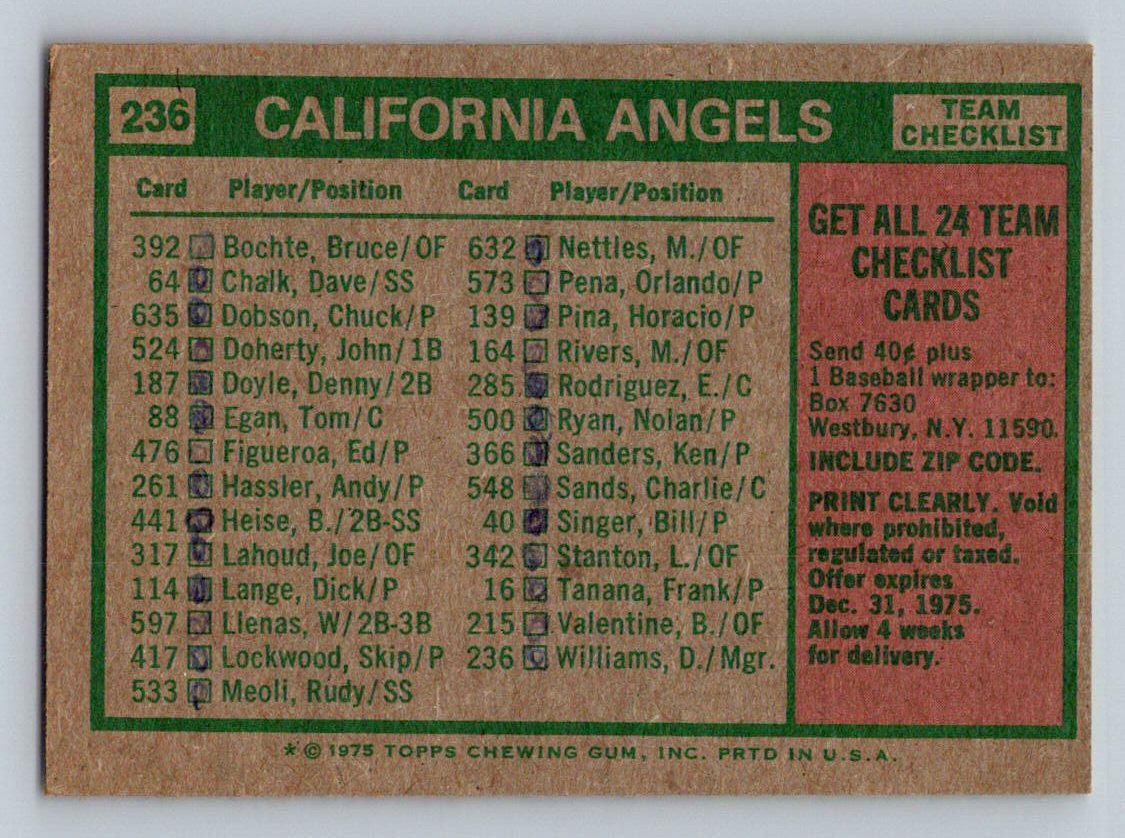 236 CALIFORNIA ANGELS TEAM CHECKLIST
Card Player/Position Card Player/Position
392 Bochte, Bruce/OF
64 Chalk, Dave/SS
635 Dobson, Chuck/P
524 Doherty, John/1B
187 Doyle, Denny/2B
88 Egan, Tom/C
476 Figueroa, Ed/P
261 Hassler, Andy/P
441 Heise, B./2B-SS
317 Lahoud, Joe/OF
114 Lange, Dick/P
597 Llenas, W/2B-3B
417 Lockwood, Skip/P
533 Meoli, Rudy/SS
632 Nettles, M./OF
573 Pena, Orlando/P
139 Pina, Horacio/P
164 Rivers, M./OF
285 Rodriguez, E./C
500 Ryan, Nolan/P
366 Sanders, Ken/P
548 Sands, Charlie/C
40 Singer, Bill/P
342 Stanton, L./OF
16 Tanana, Frank/P
215 Valentine, B./OF
236 Williams, D./Mgr.
GET ALL 24 TEAM
CHECKLIST
CARDS
Send 40¢ plus
1 Baseball wrapper to:
Box 7630
Westbury, N.Y. 11590.
INCLUDE ZIP CODE.
PRINT CLEARLY. Void
where prohibited,
regulated or taxed.
Offer expires
Dec. 31, 1975.
Allow 4 weeks
for delivery.
* © 1975 TOPPS CHEWING GUM, INC. PRTD IN U.S.A.